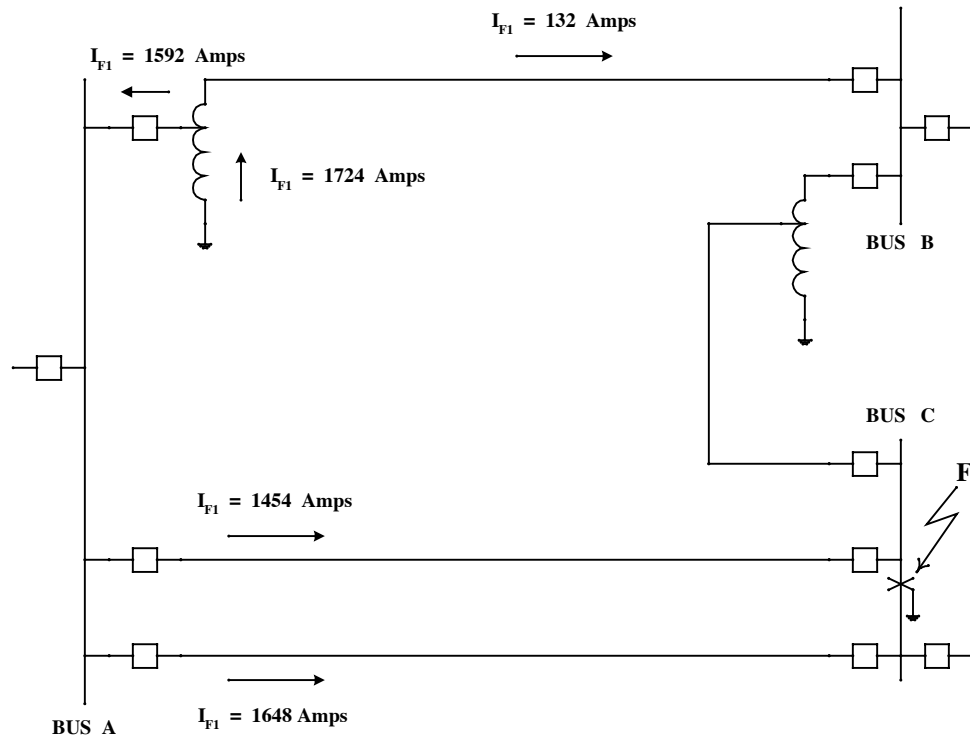 I_F1 = 132 Amps
I_F1 = 1592 Amps
I_F1 = 1724 Amps
BUS B
BUS C
F
I_F1 = 1454 Amps
I_F1 = 1648 Amps
BUS A